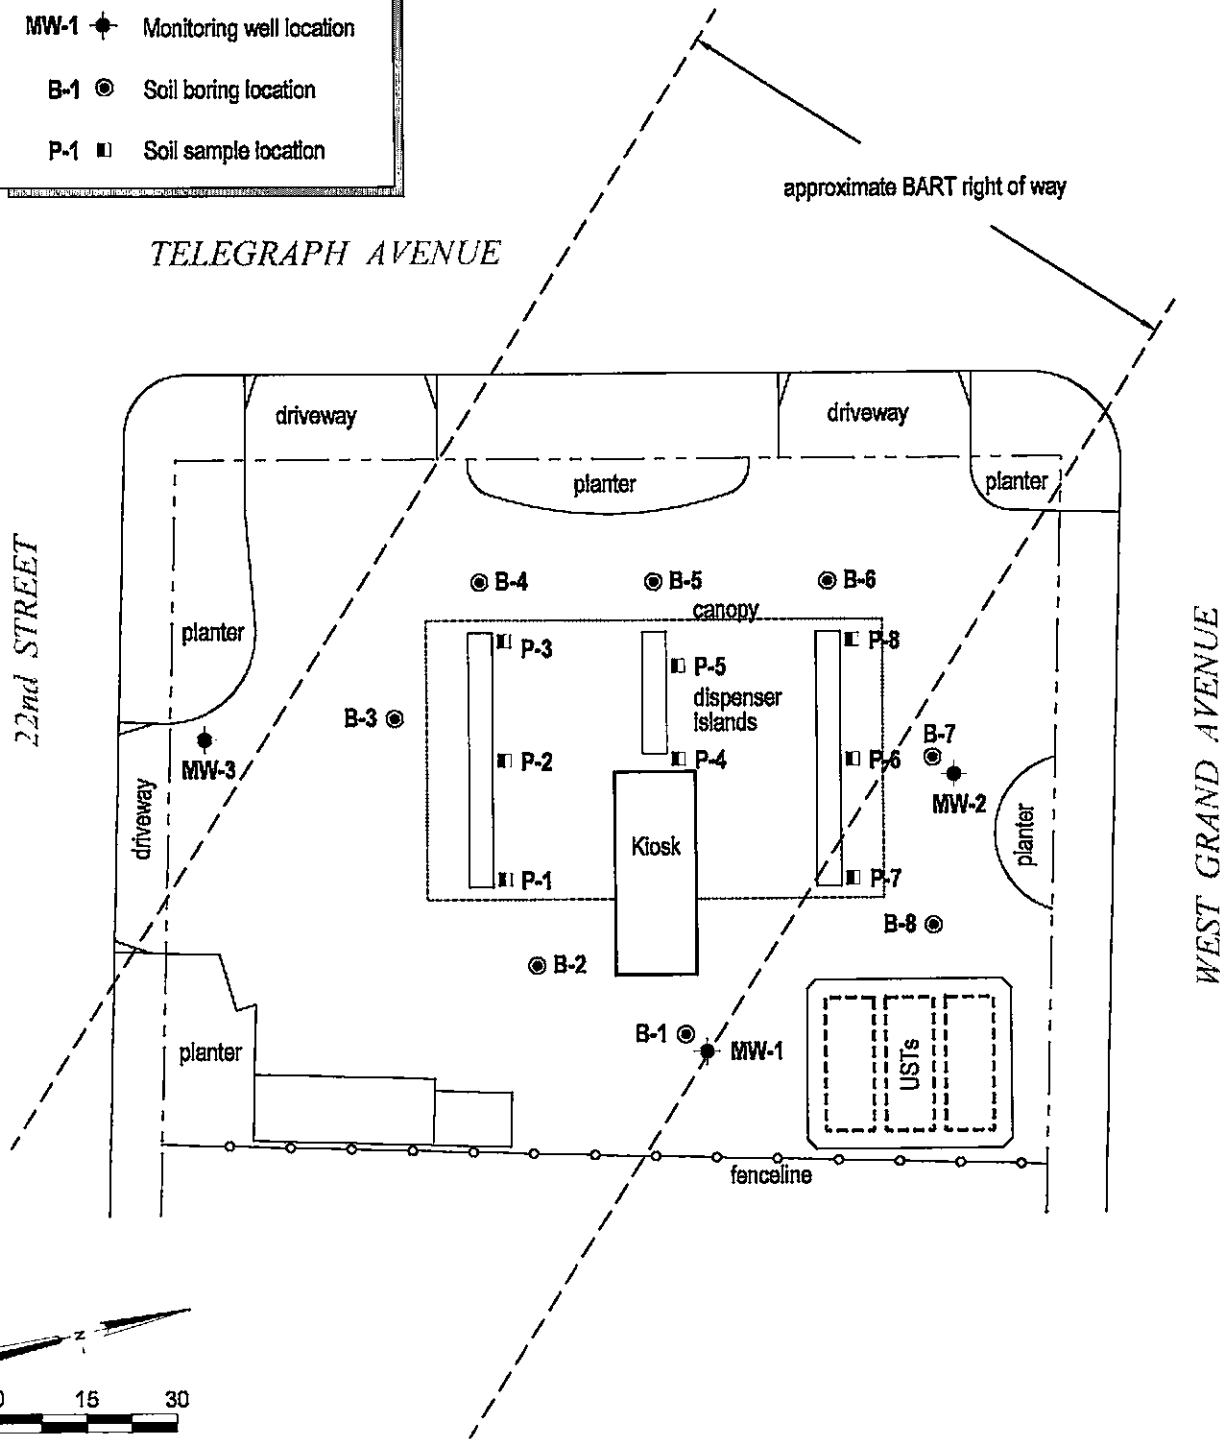 MW-1 Monitoring well location
B-1 Soil boring location
P-1 Soil sample location
approximate BART right of way
TELEGRAPH AVENUE
driveway
driveway
planter
planter
22nd STREET
B-4
B-5
B-6
canopy
planter
P-3
P-8
P-5
dispenser
islands
WEST GRAND AVENUE
B-3
B-7
MW-3
P-2
P-4
P-6
MW-2
driveway
Kiosk
planter
P-1
P-7
B-8
B-2
B-1
MW-1
USTs
planter
fenceline
N
0 15 30